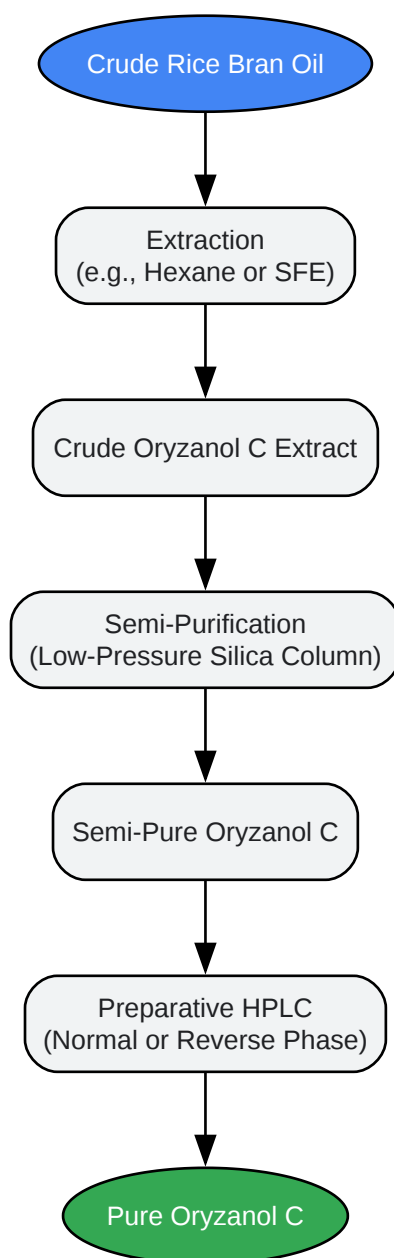 Crude Rice Bran Oil
Extraction
(e.g., Hexane or SFE)
Crude Oryzanol C Extract
Semi-Purification
(Low-Pressure Silica Column)
Semi-Pure Oryzanol C
Preparative HPLC
(Normal or Reverse Phase)
Pure Oryzanol C